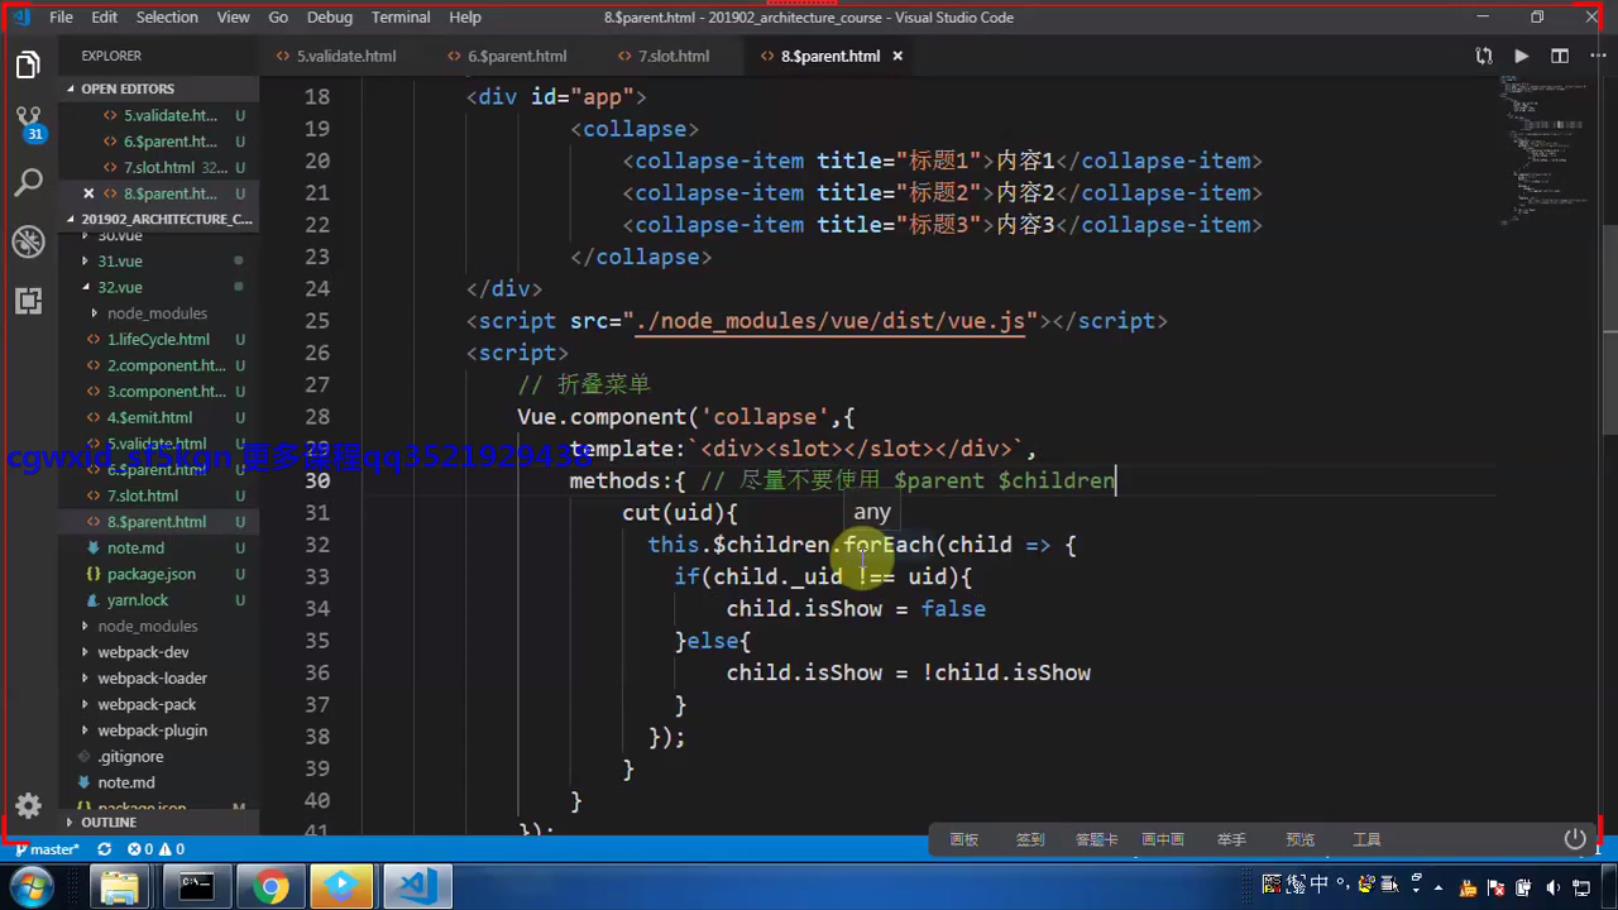 File Edit Selection View Go Debug Terminal Help
8.$parent.html - 201902_architecture_course - Visual Studio Code
EXPLORER
5.validate.html
6.$parent.html
7.slot.html
8.$parent.html
OPEN EDITORS
5.validate.ht... U
6.$parent.ht... U
7.slot.html 32... U
8.$parent.ht... U
201902_ARCHITECTURE_C...
30.vue
31.vue
32.vue
node_modules
1.lifeCycle.html U
2.component.ht... U
3.component.ht... U
4.$emit.html U
5.validate.html U
6.$parent.html U
7.slot.html U
8.$parent.html U
note.md U
package.json U
yarn.lock U
node_modules
webpack-dev
webpack-loader
webpack-pack
webpack-plugin
.gitignore
note.md
package.json M
OUTLINE
31
18 <div id="app">
19 <collapse>
20 <collapse-item title="标题1">内容1</collapse-item>
21 <collapse-item title="标题2">内容2</collapse-item>
22 <collapse-item title="标题3">内容3</collapse-item>
23 </collapse>
24 </div>
25 <script src="./node_modules/vue/dist/vue.js"></script>
26 <script>
27 // 折叠菜单
28 Vue.component('collapse',{
29 template:`<div><slot></slot></div>`,
30 methods:{ // 尽量不要使用 $parent $children
31 cut(uid){
any
32 this.$children.forEach(child => {
33 if(child._uid !== uid){
34 child.isShow = false
35 }else{
36 child.isShow = !child.isShow
37 }
38 });
39 }
40 }
41 });
cgwxid_sf5kgn 更多课程qq3521929438
画板 签到 答题卡 画中画 举手 预览 工具
master* 0 0
中